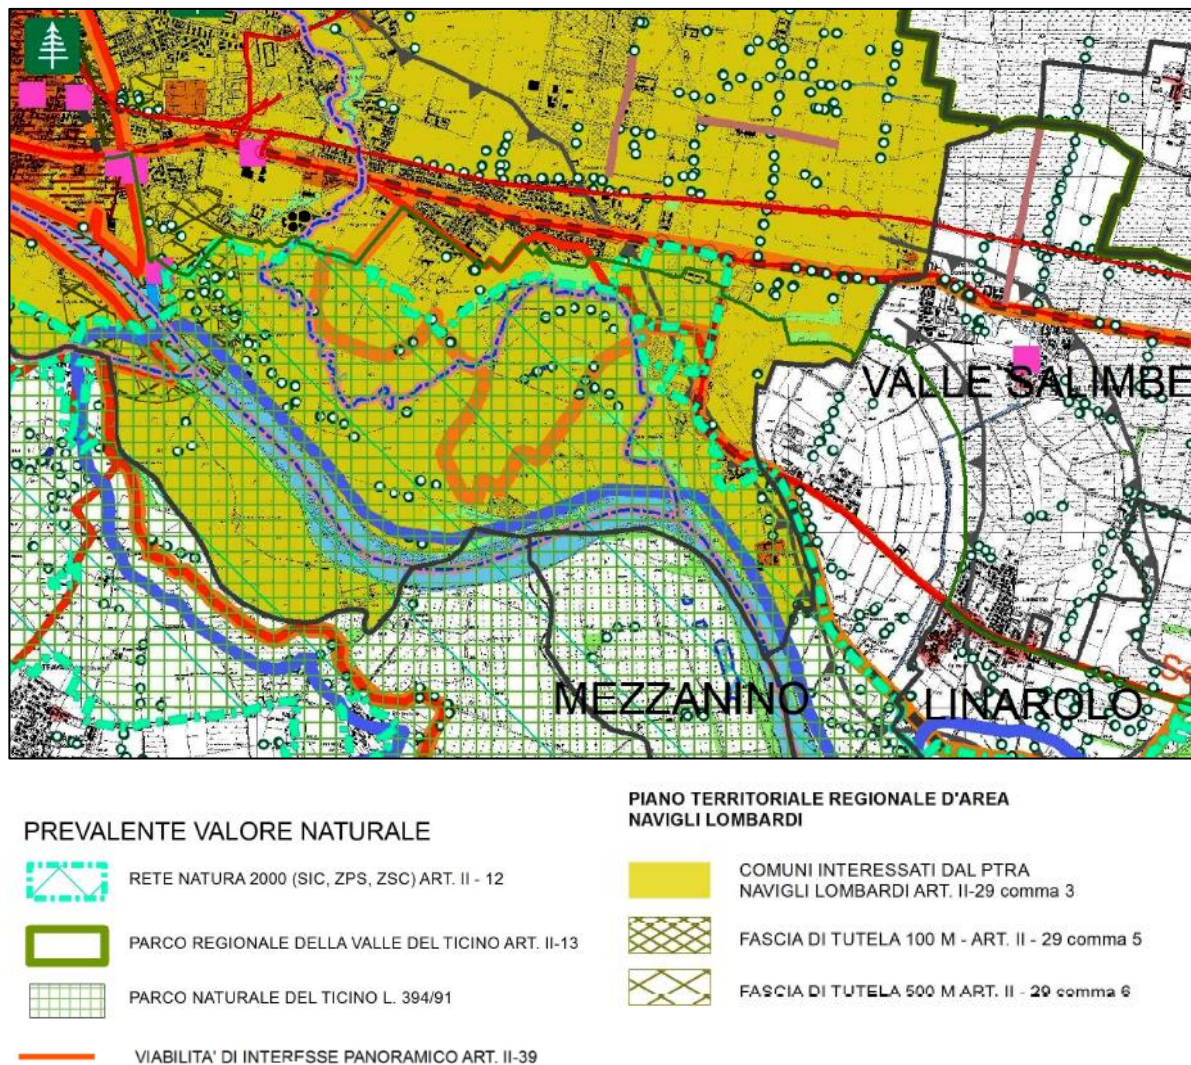 VALLE SALIMBE
MEZZANINO
LINAROLO
PREVALENTE VALORE NATURALE
RETE NATURA 2000 (SIC, ZPS, ZSC) ART. II - 12
PARCO REGIONALE DELLA VALLE DEL TICINO ART. II-13
PARCO NATURALE DEL TICINO L. 394/91
VIABILITA' DI INTERESSE PANORAMICO ART. II-39
PIANO TERRITORIALE REGIONALE D'AREA
NAVIGLI LOMBARDI
COMUNI INTERESSATI DAL PTRA
NAVIGLI LOMBARDI ART. II-29 comma 3
FASCIA DI TUTELA 100 M - ART. II - 29 comma 5
FASCIA DI TUTELA 500 M ART. II - 29 comma 6